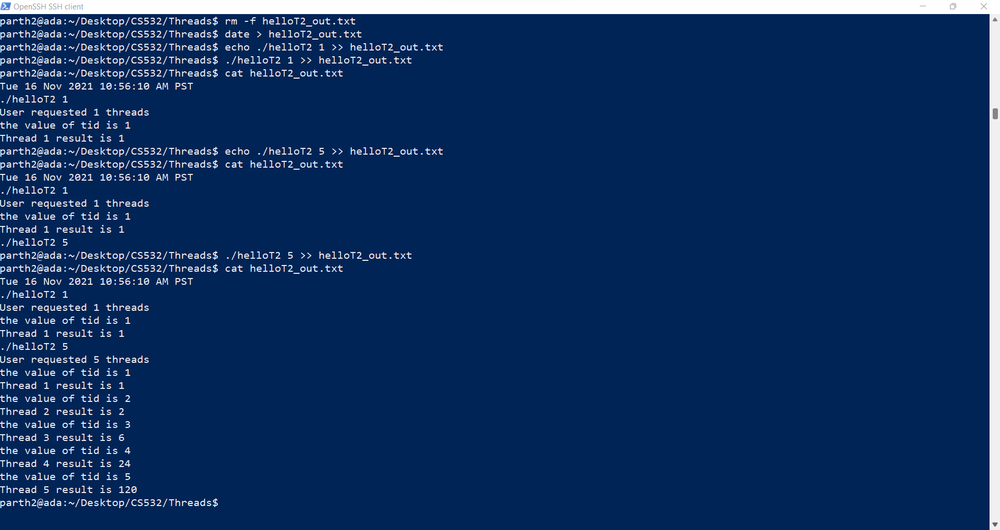 OpenSSH SSH client
parth2@ada:~/Desktop/CS532/Threads$ rm -f helloT2_out.txt
parth2@ada:~/Desktop/CS532/Threads$ date > helloT2_out.txt
parth2@ada:~/Desktop/CS532/Threads$ echo ./helloT2 1 >> helloT2_out.txt
parth2@ada:~/Desktop/CS532/Threads$ ./helloT2 1 >> helloT2_out.txt
parth2@ada:~/Desktop/CS532/Threads$ cat helloT2_out.txt
Tue 16 Nov 2021 10:56:10 AM PST
./helloT2 1
User requested 1 threads
the value of tid is 1
Thread 1 result is 1
parth2@ada:~/Desktop/CS532/Threads$ echo ./helloT2 5 >> helloT2_out.txt
parth2@ada:~/Desktop/CS532/Threads$ cat helloT2_out.txt
Tue 16 Nov 2021 10:56:10 AM PST
./helloT2 1
User requested 1 threads
the value of tid is 1
Thread 1 result is 1
./helloT2 5
parth2@ada:~/Desktop/CS532/Threads$ ./helloT2 5 >> helloT2_out.txt
parth2@ada:~/Desktop/CS532/Threads$ cat helloT2_out.txt
Tue 16 Nov 2021 10:56:10 AM PST
./helloT2 1
User requested 1 threads
the value of tid is 1
Thread 1 result is 1
./helloT2 5
User requested 5 threads
the value of tid is 1
Thread 1 result is 1
the value of tid is 2
Thread 2 result is 2
the value of tid is 3
Thread 3 result is 6
the value of tid is 4
Thread 4 result is 24
the value of tid is 5
Thread 5 result is 120
parth2@ada:~/Desktop/CS532/Threads$